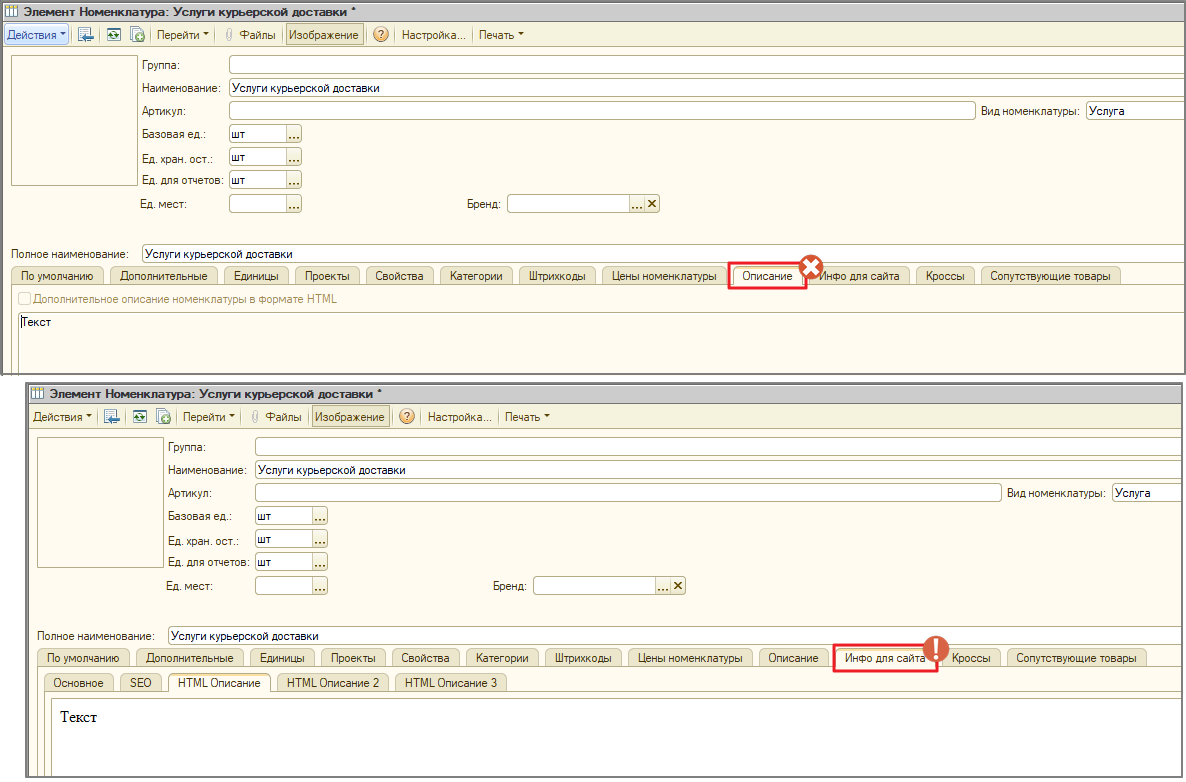 Элемент Номенклатура: Услуги курьерской доставки *
Действия Перейти Файлы Изображение ? Настройка... Печать
Группа:
Наименование: Услуги курьерской доставки
Артикул: Вид номенклатуры: Услуга
Базовая ед.: шт ...
Ед. хран. ост.: шт ...
Ед. для отчетов: шт ...
Ед. мест: ... Бренд: ... ×
Полное наименование: Услуги курьерской доставки
По умолчанию Дополнительные Единицы Проекты Свойства Категории Штрихкоды Цены номенклатуры Описание Инфо для сайта Кроссы Сопутствующие товары
Дополнительное описание номенклатуры в формате HTML
Текст
Элемент Номенклатура: Услуги курьерской доставки *
Действия Перейти Файлы Изображение ? Настройка... Печать
Группа:
Наименование: Услуги курьерской доставки
Артикул: Вид номенклатуры: Услуга
Базовая ед.: шт ...
Ед. хран. ост.: шт ...
Ед. для отчетов: шт ...
Ед. мест: ... Бренд: ... ×
Полное наименование: Услуги курьерской доставки
По умолчанию Дополнительные Единицы Проекты Свойства Категории Штрихкоды Цены номенклатуры Описание Инфо для сайта ! Кроссы Сопутствующие товары
Основное SEO HTML Описание HTML Описание 2 HTML Описание 3
Текст